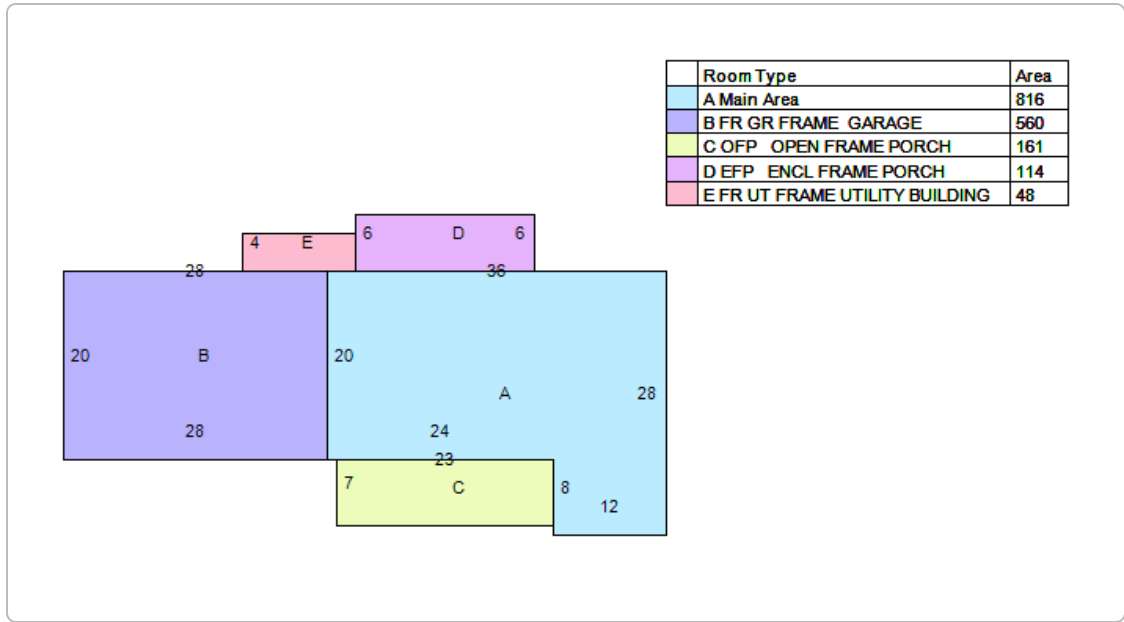 Room Type Area
A Main Area 816
B FR GR FRAME GARAGE 560
C OFP OPEN FRAME PORCH 161
D EFP ENCL FRAME PORCH 114
E FR UT FRAME UTILITY BUILDING 48
6 D 6
4 E
28 36
20 B 20
A 28
28 24
23
7 C 8
12